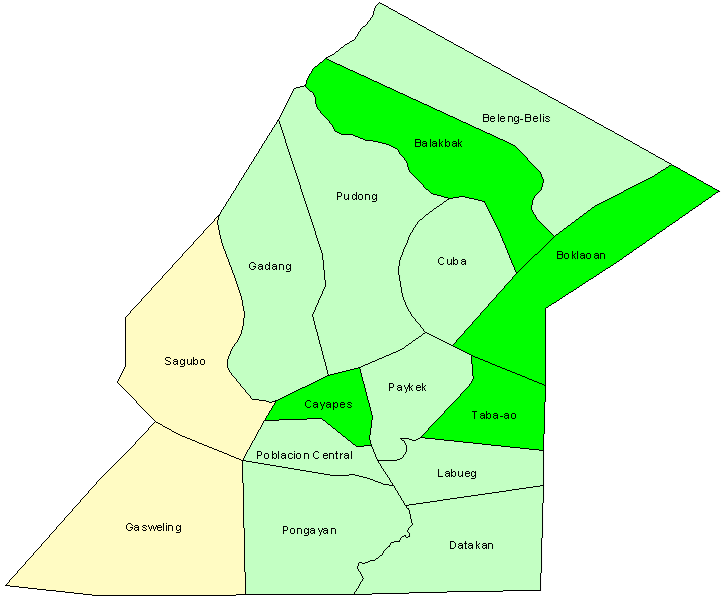 Beleng-Belis
Balakbak
Pudong
Boklaoan
Cuba
Gadang
Sagubo
Paykek
Cayapes
Taba-ao
Poblacion Central
Labueg
Gasweling
Pongayan
Datakan